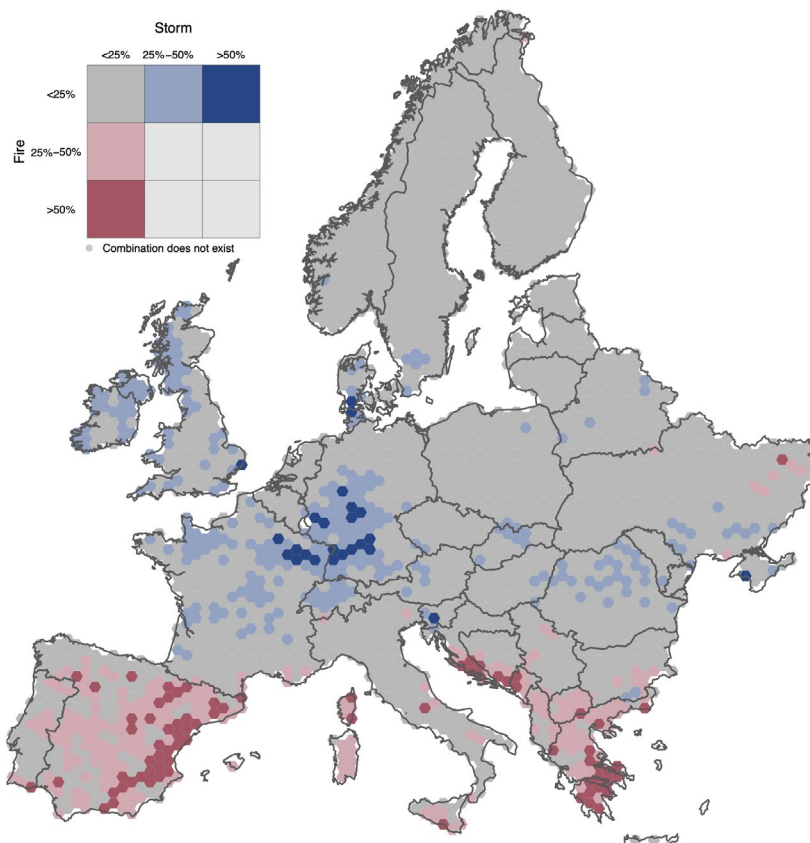 Storm
<25% 25%−50% >50%
Fire
<25%
25%−50%
>50%
Combination does not exist